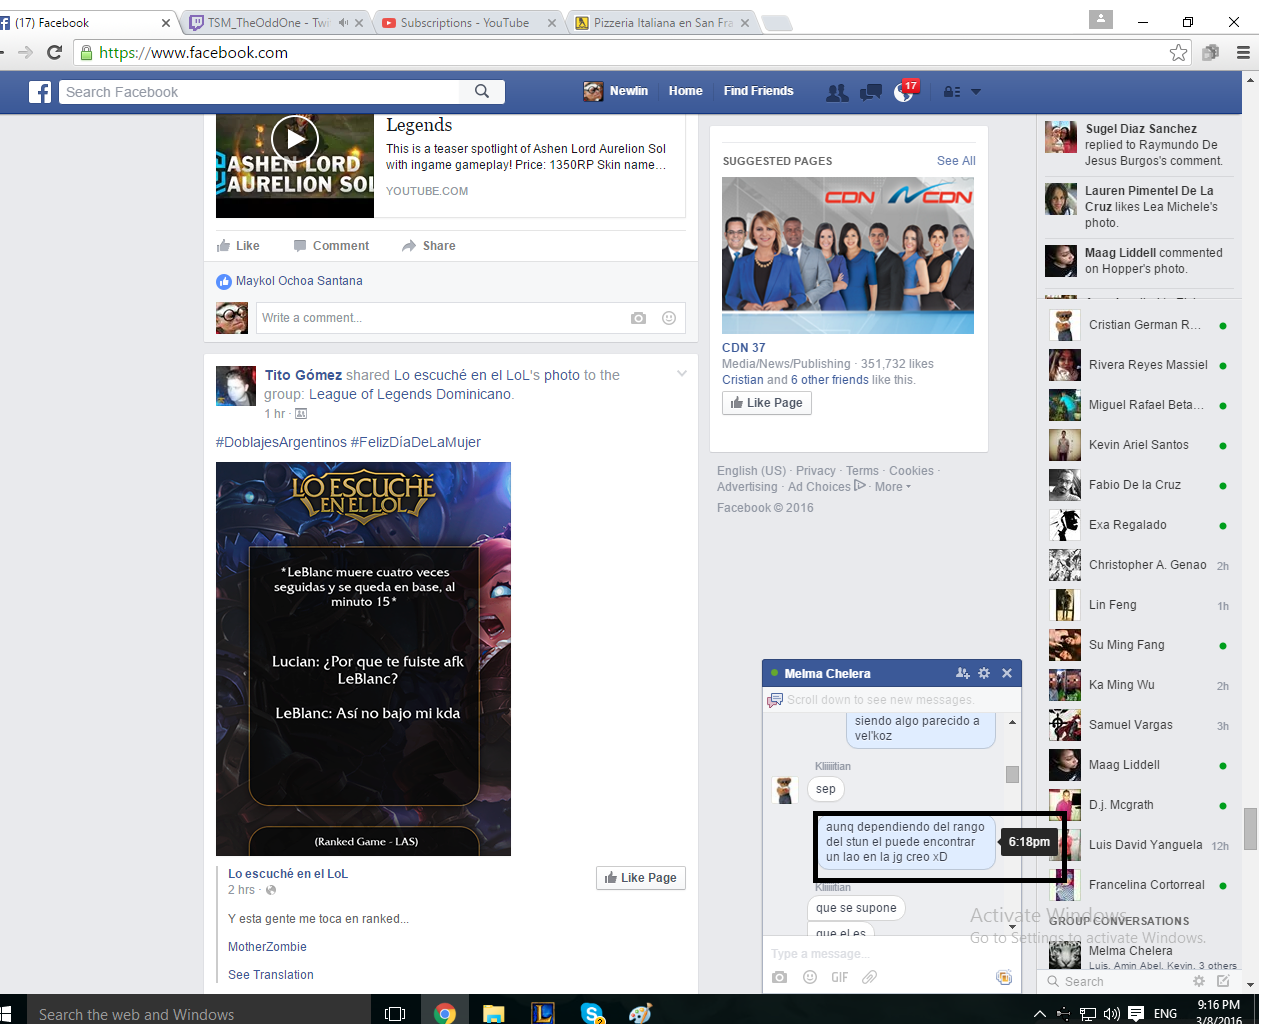 (17) Facebook
TSM_TheOddOne - Twi
Subscriptions - YouTube
Pizzeria Italiana en San Fra
https://www.facebook.com
Search Facebook
Newlin
Home
Find Friends
17
ASHEN LORD
AURELION SOL
Legends
This is a teaser spotlight of Ashen Lord Aurelion Sol
with ingame gameplay! Price: 1350RP Skin name...
YOUTUBE.COM
Like
Comment
Share
Maykol Ochoa Santana
Write a comment...
Tito Gómez shared Lo escuché en el LoL's photo to the
group: League of Legends Dominicano.
1 hr ·
#DoblajesArgentinos #FelizDíaDeLaMujer
LO ESCUCHÉ
EN EL LOL
*LeBlanc muere cuatro veces
seguidas y se queda en base, al
minuto 15*
Lucian: ¿Por que te fuiste afk
LeBlanc?
LeBlanc: Así no bajo mi kda
(Ranked Game - LAS)
Lo escuché en el LoL
2 hrs ·
Like Page
Y esta gente me toca en ranked...
MotherZombie
See Translation
SUGGESTED PAGES
See All
CDN
NCDN
CDN 37
Media/News/Publishing · 351,732 likes
Cristian and 6 other friends like this.
Like Page
English (US) · Privacy · Terms · Cookies ·
Advertising · Ad Choices · More
Facebook © 2016
Melma Chelera
Scroll down to see new messages.
siendo algo parecido a
vel'koz
Kliiiitian
sep
aunq dependiendo del rango
del stun el puede encontrar
un lao en la jg creo xD
6:18pm
Kliiiitian
que se supone
que el es
Type a message...
GIF
Sugel Diaz Sanchez
replied to Raymundo De
Jesus Burgos's comment.
Lauren Pimentel De La
Cruz likes Lea Michele's
photo.
Maag Liddell commented
on Hopper's photo.
Cristian German R...
Rivera Reyes Massiel
Miguel Rafael Beta...
Kevin Ariel Santos
Fabio De la Cruz
Exa Regalado
Christopher A. Genao 2h
Lin Feng 1h
Su Ming Fang
Ka Ming Wu 2h
Samuel Vargas 3h
Maag Liddell
D.j. Mcgrath
Luis David Yanguela 12h
Francelina Cortorreal
GROUP CONVERSATIONS
Melma Chelera
Luis, Amin Abel, Kevin, 3 others
Search
Activate Windows
Go to Settings to activate Windows.
Search the web and Windows
ENG
9:16 PM
3/8/2016